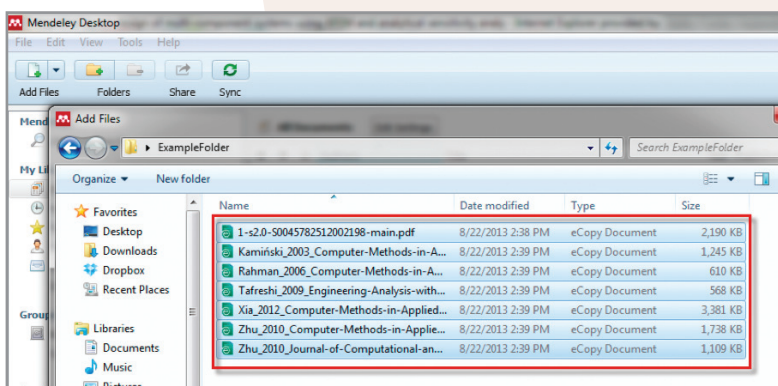 Mendeley Desktop
File Edit View Tools Help
Add Files Folders Share Sync
Mend
Add Files
ExampleFolder Search ExampleFolder
My Li
Organize New folder
Name Date modified Type Size
Favorites
Desktop
Downloads
Dropbox
Recent Places
1-s2.0-S0045782512002198-main.pdf 8/22/2013 2:38 PM eCopy Document 2,190 KB
Kamiński_2003_Computer-Methods-in-A... 8/22/2013 2:39 PM eCopy Document 1,245 KB
Rahman_2006_Computer-Methods-in-A... 8/22/2013 2:39 PM eCopy Document 610 KB
Tafreshi_2009_Engineering-Analysis-with... 8/22/2013 2:39 PM eCopy Document 568 KB
Xia_2012_Computer-Methods-in-Applied... 8/22/2013 2:39 PM eCopy Document 3,381 KB
Zhu_2010_Computer-Methods-in-Applie... 8/22/2013 2:39 PM eCopy Document 1,738 KB
Zhu_2010_Journal-of-Computational-an... 8/22/2013 2:39 PM eCopy Document 1,109 KB
Group
Libraries
Documents
Music
Pictures